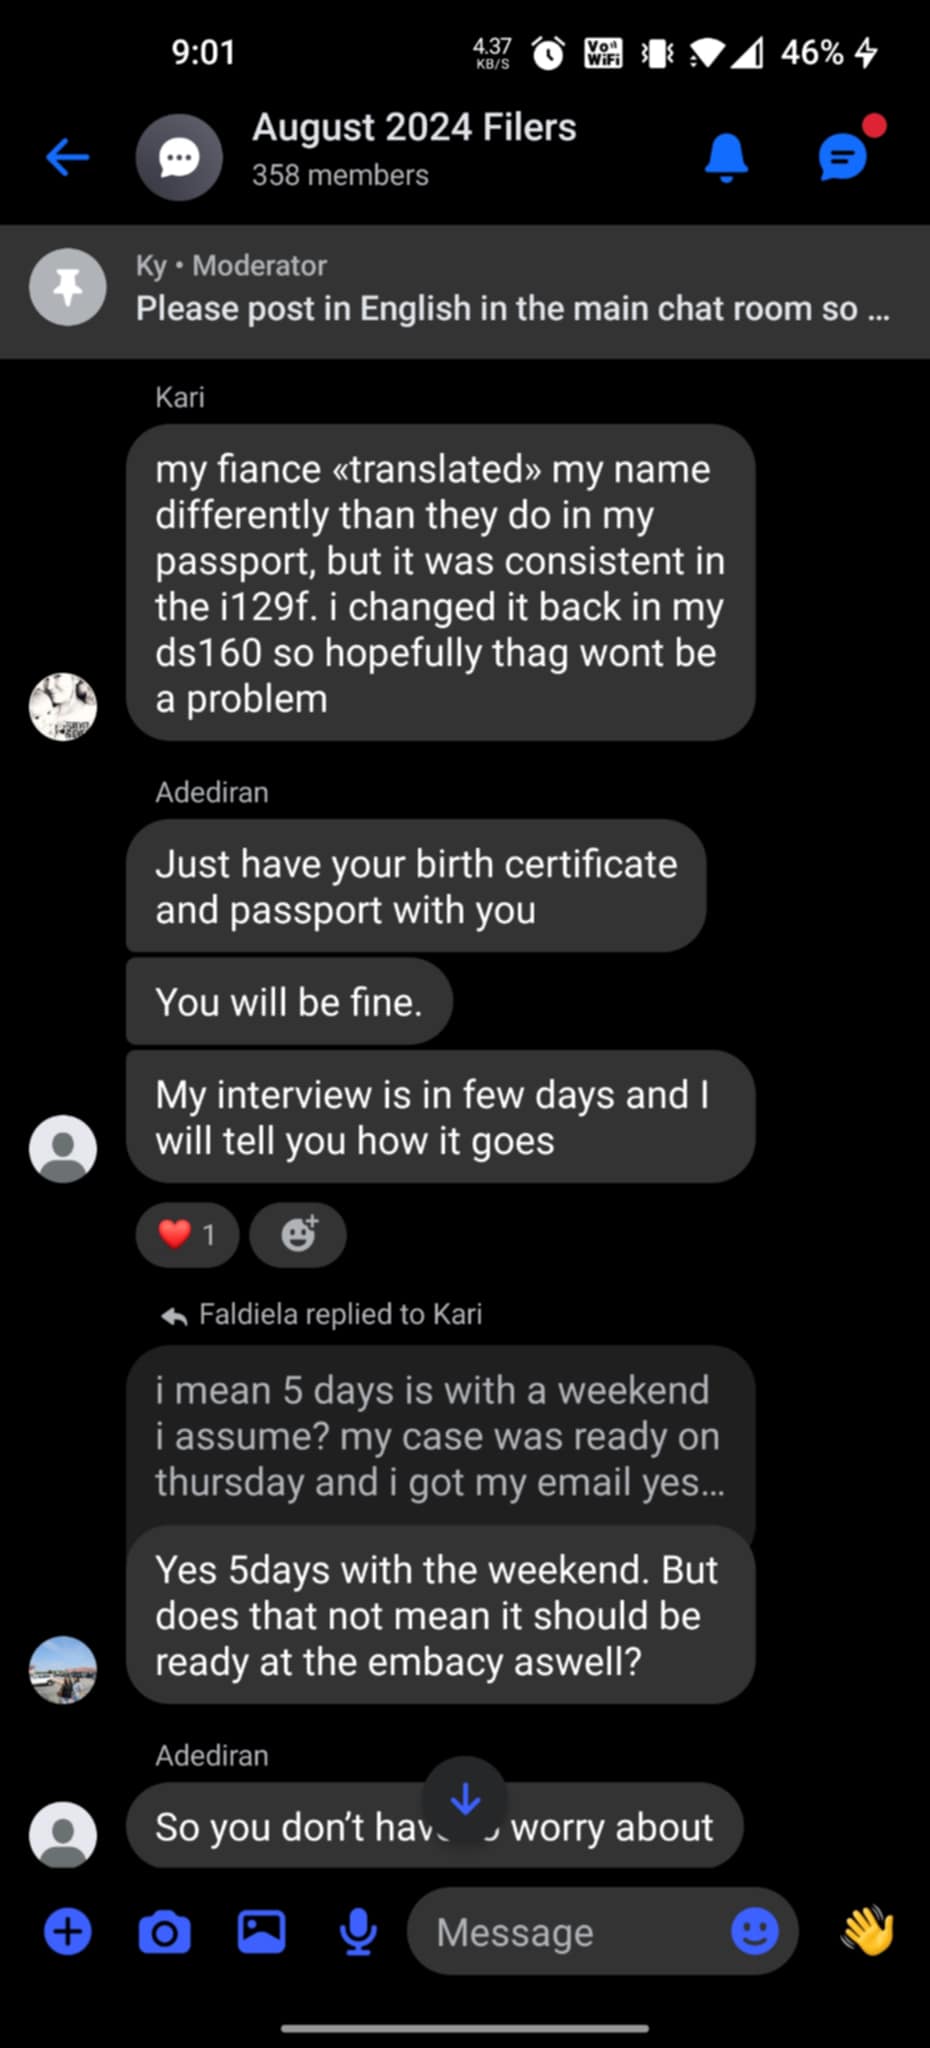 9:01
4.37
KB/S
Vo
WiFi
46%
August 2024 Filers
358 members
Ky • Moderator
Please post in English in the main chat room so ...
Kari
my fiance «translated» my name
differently than they do in my
passport, but it was consistent in
the i129f. i changed it back in my
ds160 so hopefully thag wont be
a problem
Adediran
Just have your birth certificate
and passport with you
You will be fine.
My interview is in few days and I
will tell you how it goes
❤️ 1
Faldiela replied to Kari
i mean 5 days is with a weekend
i assume? my case was ready on
thursday and i got my email yes...
Yes 5days with the weekend. But
does that not mean it should be
ready at the embacy aswell?
Adediran
So you don't worry about
Message